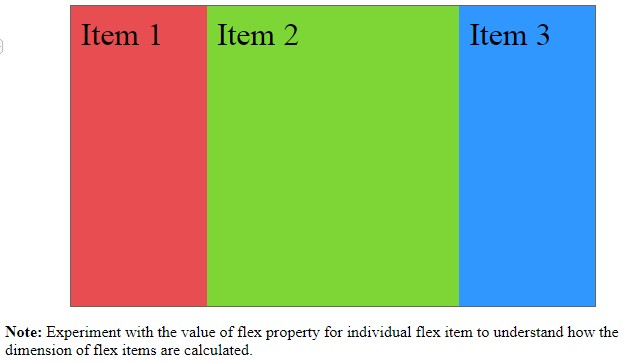 Item 1 Item 2 Item 3
Note: Experiment with the value of flex property for individual flex item to understand how the
dimension of flex items are calculated.